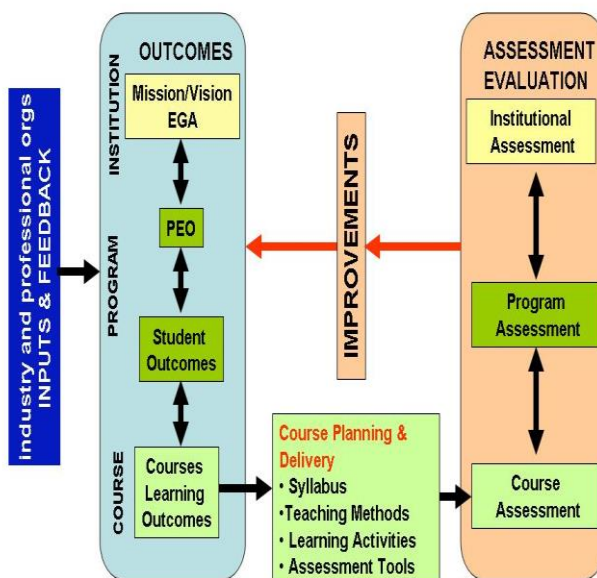 industry and professional orgs
INPUTS & FEEDBACK
OUTCOMES
INSTITUTION
Mission/Vision
EGA
PROGRAM
PEO
Student
Outcomes
COURSE
Courses
Learning
Outcomes
IMPROVEMENTS
Course Planning &
Delivery
• Syllabus
•Teaching Methods
• Learning Activities
• Assessment Tools
ASSESSMENT
EVALUATION
Institutional
Assessment
Program
Assessment
Course
Assessment